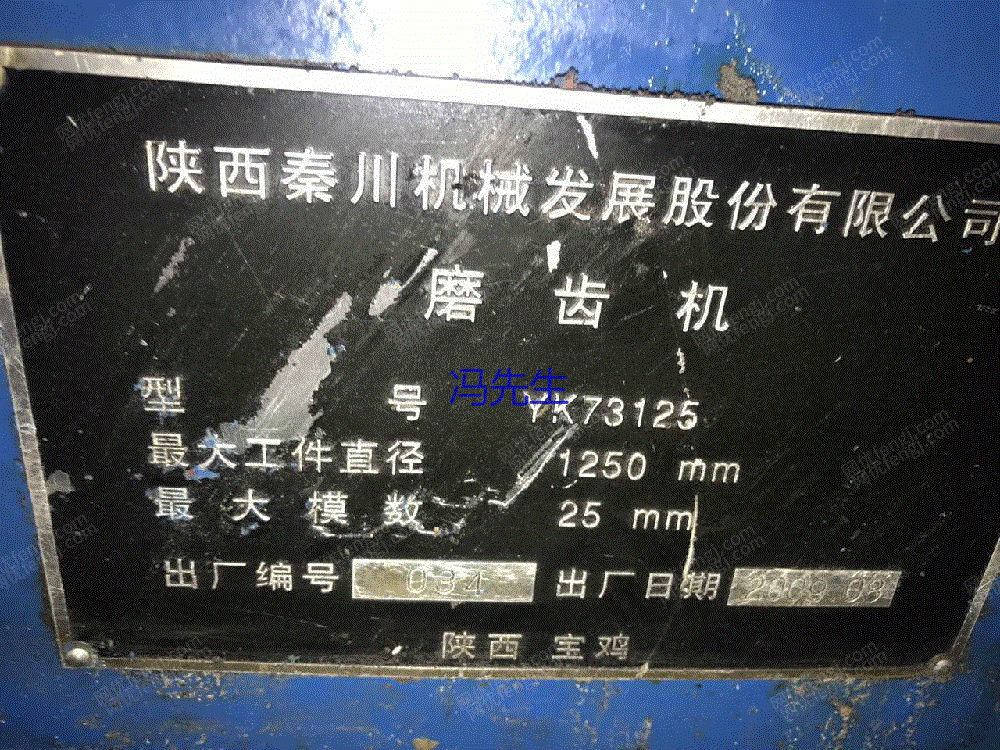 陕西秦川机械发展股份有限公司
磨齿机
型号 YK73125
冯先生
最大工件直径 1250 mm
最大模数 25 mm
出厂编号 034 出厂日期 2009 08
陕西 宝鸡